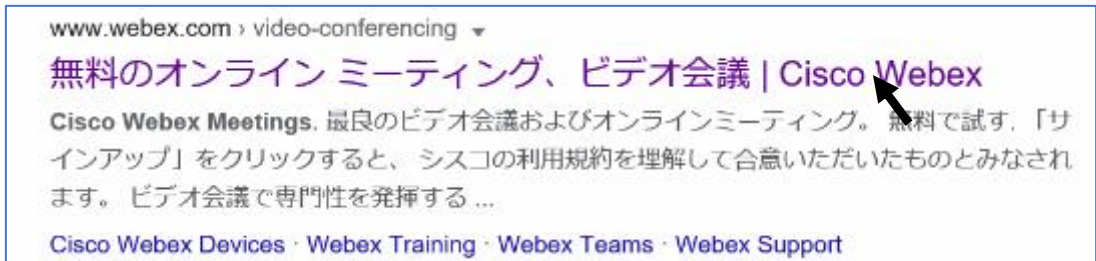 www.webex.com › video-conferencing
無料のオンライン ミーティング、ビデオ会議 | Cisco Webex
Cisco Webex Meetings. 最良のビデオ会議およびオンラインミーティング。 無料で試す. 「サ
インアップ」をクリックすると、 シスコの利用規約を理解して合意いただいたものとみなされ
ます。 ビデオ会議で専門性を発揮する ...
Cisco Webex Devices · Webex Training · Webex Teams · Webex Support